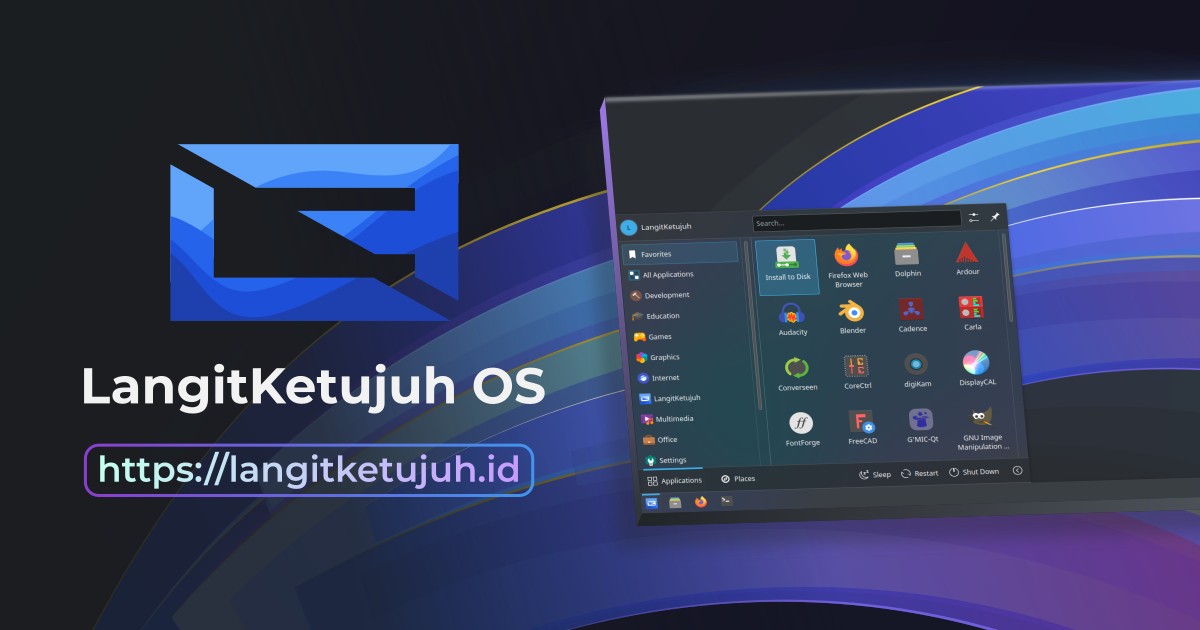 LangitKetujuh OS
https://langitketujuh.id
L
LangitKetujuh
Search...
Favorites
All Applications
Development
Education
Games
Graphics
Internet
LangitKetujuh
Multimedia
Office
Settings
Install to Disk
Firefox Web
Browser
Dolphin
Ardour
Audacity
Blender
Cadence
Carla
Converseen
CoreCtrl
digiKam
DisplayCAL
ff
FontForge
F
FreeCAD
G'MIC-Qt
GNU Image
Manipulation ...
Applications
Places
Sleep
Restart
Shut Down